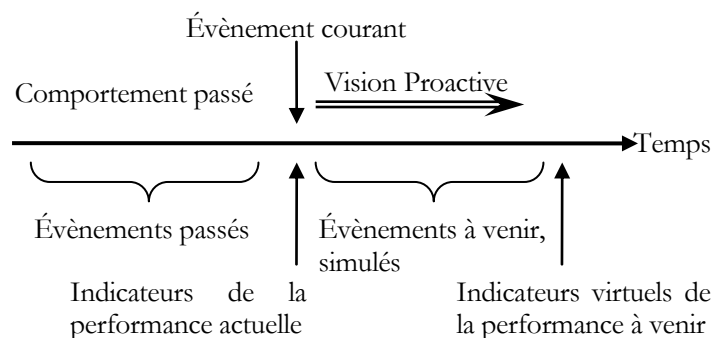 Évènement courant
Vision Proactive
Comportement passé
Temps
Évènements passés
Évènements à venir,
simulés
Indicateurs de la
performance actuelle
Indicateurs virtuels de
la performance à venir